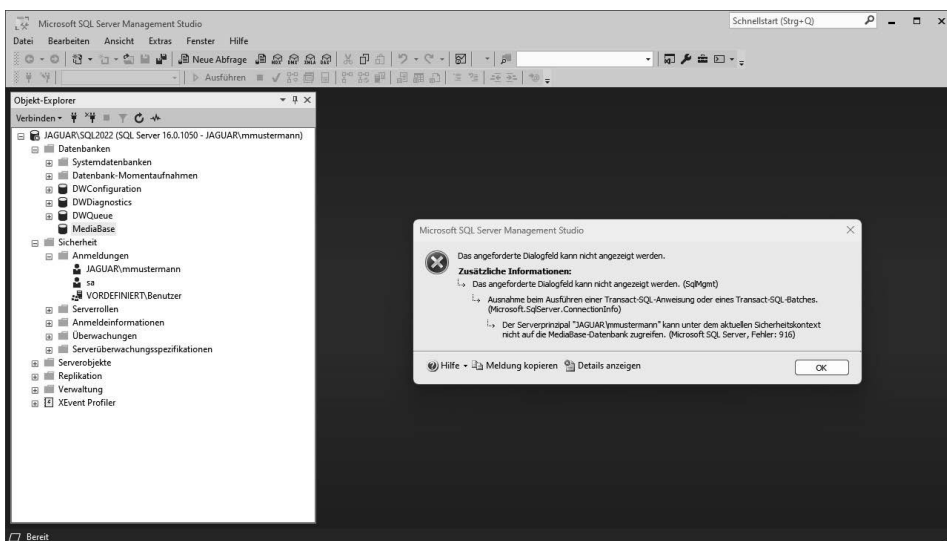 Microsoft SQL Server Management Studio
Schnellstart (Strg+Q)
Datei Bearbeiten Ansicht Extras Fenster Hilfe
Neue Abfrage
Ausführen
Objekt-Explorer
Verbinden
JAGUAR\SQL2022 (SQL Server 16.0.1050 - JAGUAR\mmustermann)
Datenbanken
Systemdatenbanken
Datenbank-Momentaufnahmen
DWConfiguration
DWDiagnostics
DWQueue
MediaBase
Sicherheit
Anmeldungen
JAGUAR\mmustermann
sa
VORDEFINIERT\Benutzer
Serverrollen
Anmeldeinformationen
Überwachungen
Serverüberwachungsspezifikationen
Serverobjekte
Replikation
Verwaltung
XEvent Profiler
Microsoft SQL Server Management Studio
Das angeforderte Dialogfeld kann nicht angezeigt werden.
Zusätzliche Informationen:
Das angeforderte Dialogfeld kann nicht angezeigt werden. (SqlMgmt)
Ausnahme beim Ausführen einer Transact-SQL-Anweisung oder eines Transact-SQL-Batches.
(Microsoft.SqlServer.ConnectionInfo)
Der Serverprinzipal "JAGUAR\mmustermann" kann unter dem aktuellen Sicherheitskontext
nicht auf die MediaBase-Datenbank zugreifen. (Microsoft SQL Server, Fehler: 916)
Hilfe Meldung kopieren Details anzeigen
OK
Bereit